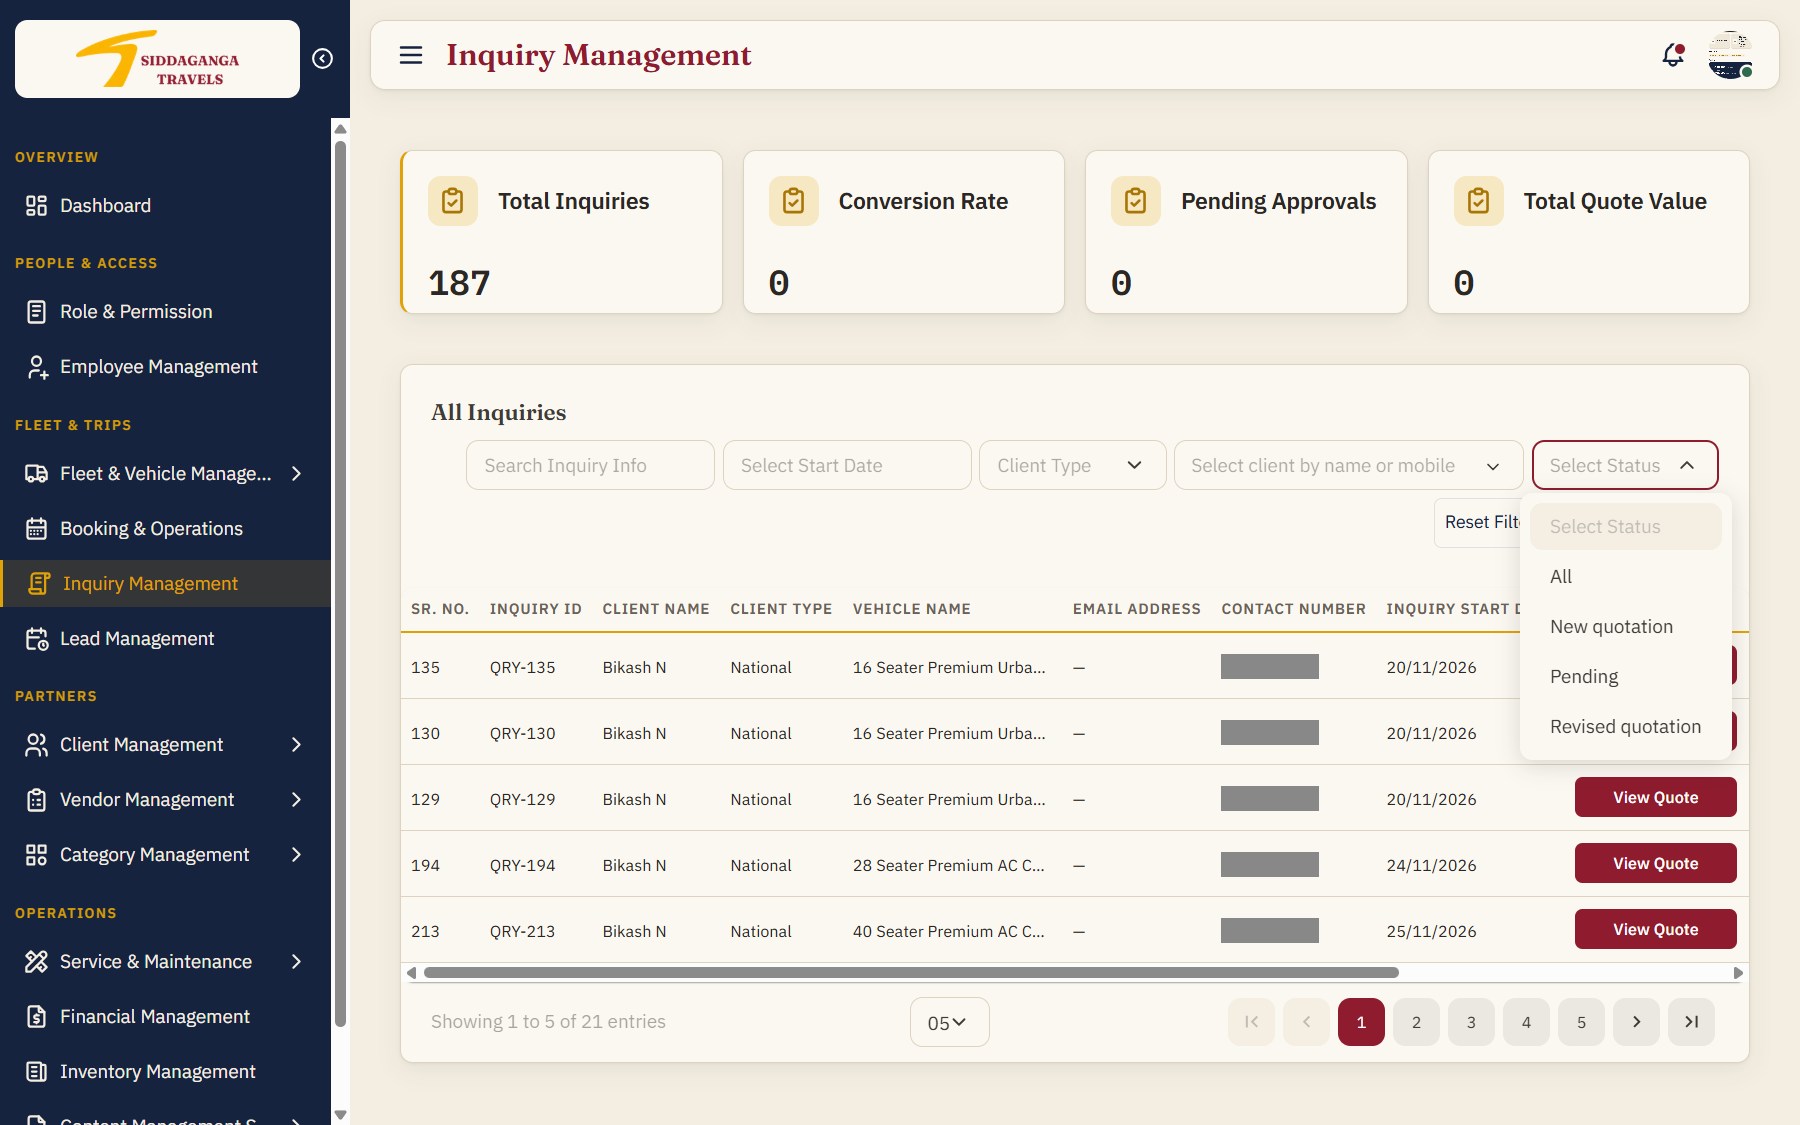 SIDDAGANGA
TRAVELS
OVERVIEW
Dashboard
PEOPLE & ACCESS
Role & Permission
Employee Management
FLEET & TRIPS
Fleet & Vehicle Manage...
Booking & Operations
Inquiry Management
Lead Management
PARTNERS
Client Management
Vendor Management
Category Management
OPERATIONS
Service & Maintenance
Financial Management
Inventory Management
Content Management S
Inquiry Management
Total Inquiries
187
Conversion Rate
0
Pending Approvals
0
Total Quote Value
0
All Inquiries
Search Inquiry Info Select Start Date Client Type Select client by name or mobile Select Status
Reset Filt
Select Status
All
New quotation
Pending
Revised quotation
SR. NO. INQUIRY ID CLIENT NAME CLIENT TYPE VEHICLE NAME EMAIL ADDRESS CONTACT NUMBER INQUIRY START D
135 QRY-135 Bikash N National 16 Seater Premium Urba... — 20/11/2026
130 QRY-130 Bikash N National 16 Seater Premium Urba... — 20/11/2026
129 QRY-129 Bikash N National 16 Seater Premium Urba... — 20/11/2026 View Quote
194 QRY-194 Bikash N National 28 Seater Premium AC C... — 24/11/2026 View Quote
213 QRY-213 Bikash N National 40 Seater Premium AC C... — 25/11/2026 View Quote
Showing 1 to 5 of 21 entries 05 1 2 3 4 5